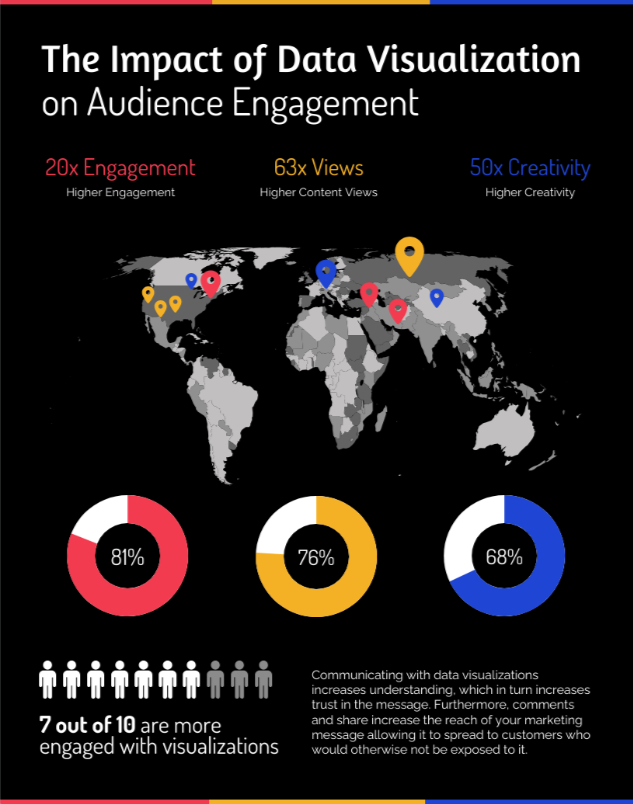 The Impact of Data Visualization
on Audience Engagement
20x Engagement
Higher Engagement
63x Views
Higher Content Views
50x Creativity
Higher Creativity
81%
76%
68%
7 out of 10 are more
engaged with visualizations
Communicating with data visualizations
increases understanding, which in turn increases
trust in the message. Furthermore, comments
and share increase the reach of your marketing
message allowing it to spread to customers who
would otherwise not be exposed to it.